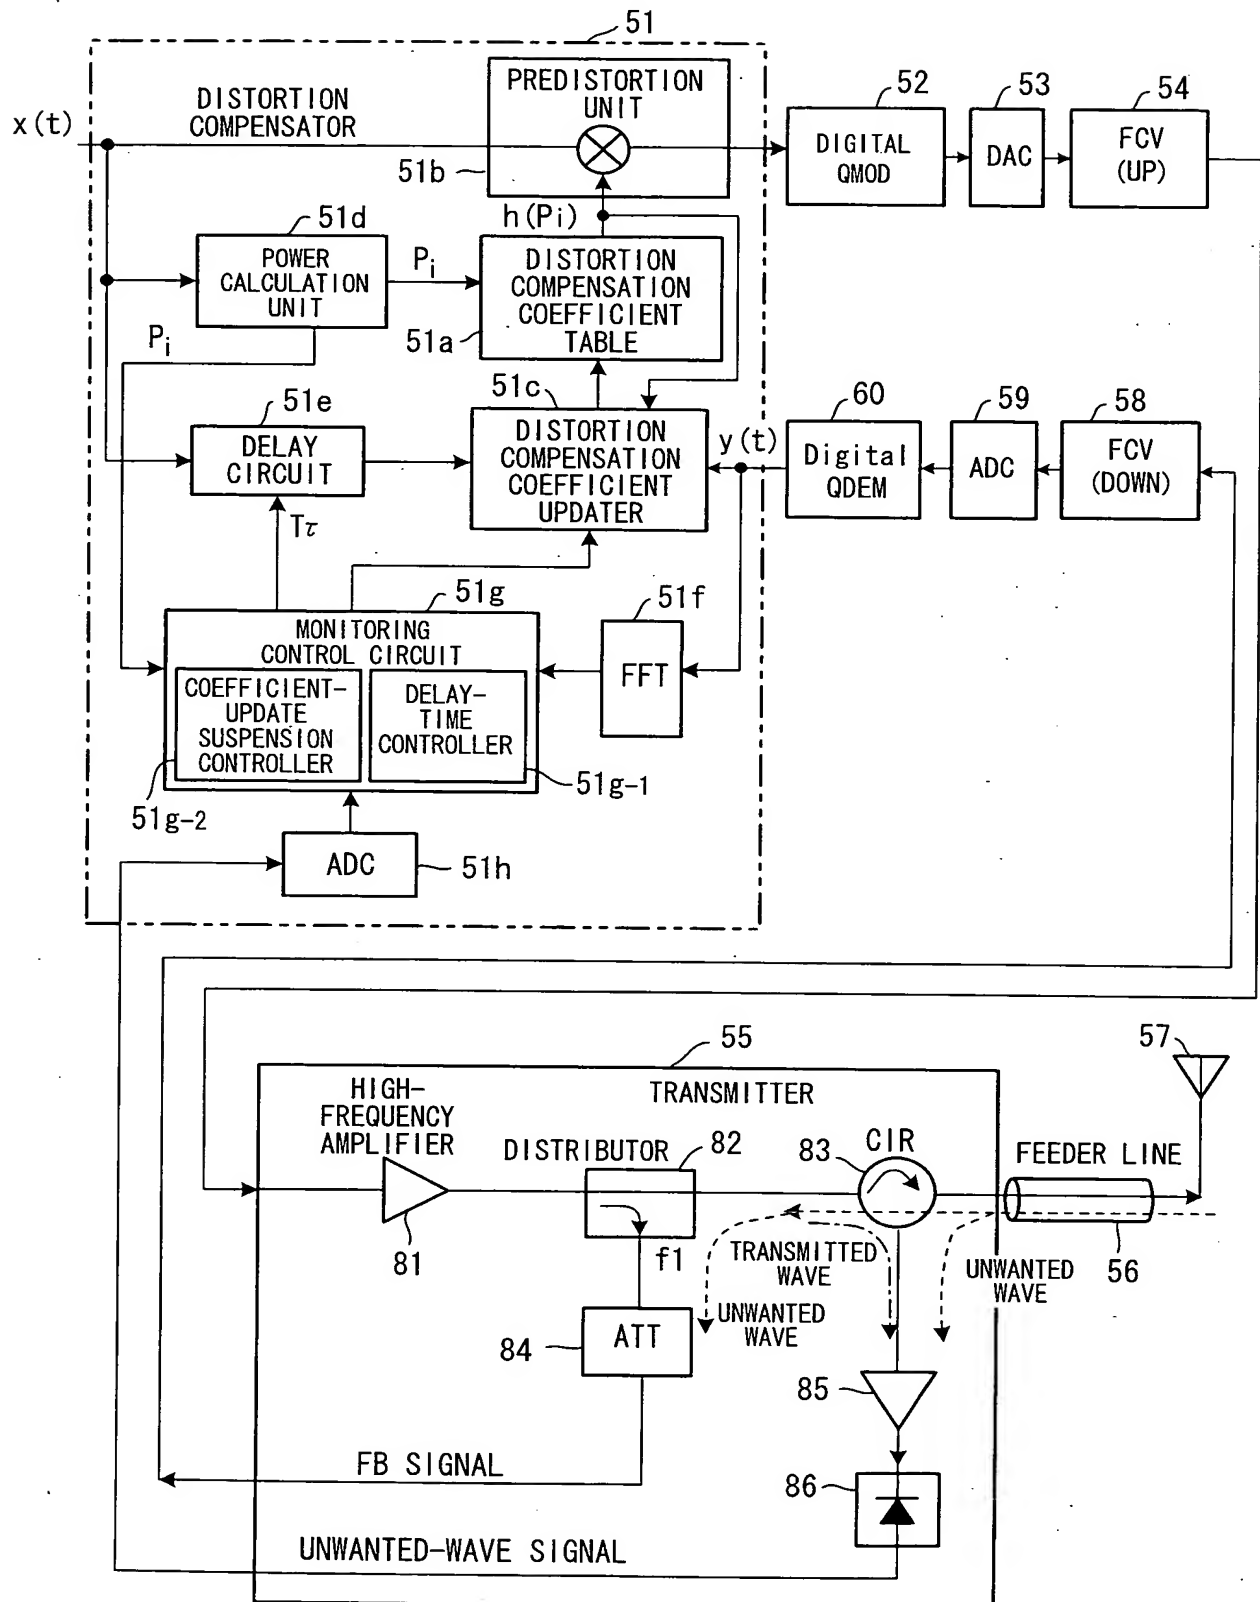 51
PREDISTORTION
UNIT
DISTORTION
COMPENSATOR
x(t)
51b
52
53
54
DIGITAL
QMOD
DAC
FCV
(UP)
51d
h(Pi)
POWER
CALCULATION
UNIT
Pi
DISTORTION
COMPENSATION
COEFFICIENT
TABLE
51a
Pi
51c
51e
DELAY
CIRCUIT
DISTORTION
COMPENSATION
COEFFICIENT
UPDATER
y(t)
60
59
58
Digital
QDEM
ADC
FCV
(DOWN)
Tτ
51g
51f
MONITORING
CONTROL CIRCUIT
FFT
COEFFICIENT-
UPDATE
SUSPENSION
CONTROLLER
DELAY-
TIME
CONTROLLER
51g-2
51g-1
ADC
51h
55
57
HIGH-
FREQUENCY
AMPLIFIER
TRANSMITTER
DISTRIBUTOR
82
83
CIR
FEEDER LINE
81
f1
TRANSMITTED
WAVE
UNWANTED
WAVE
56
UNWANTED
WAVE
84
ATT
85
FB SIGNAL
86
UNWANTED-WAVE SIGNAL